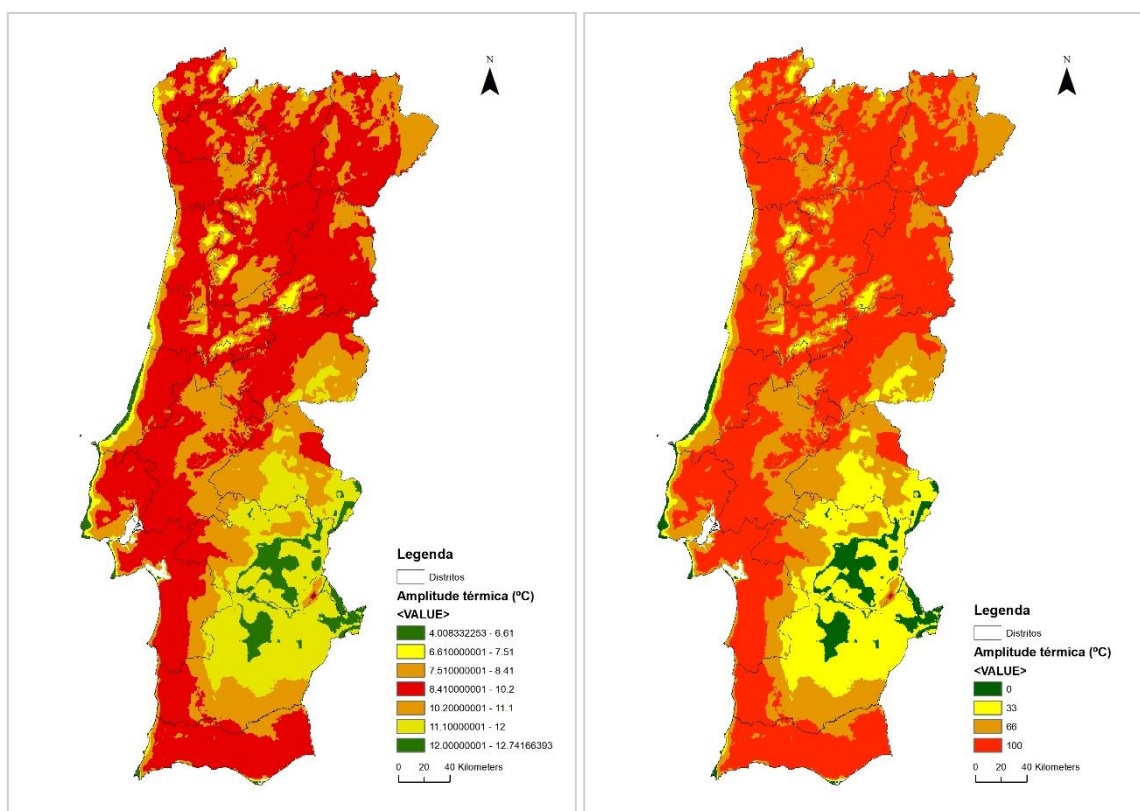 N
Legenda
Distritos
Amplitude térmica (ºC)
<VALUE>
4.008332253 - 6.61
6.610000001 - 7.51
7.510000001 - 8.41
8.410000001 - 10.2
10.20000001 - 11.1
11.10000001 - 12
12.00000001 - 12.74166393
0 20 40 Kilometers
N
Legenda
Distritos
Amplitude térmica (ºC)
<VALUE>
0
33
66
100
0 20 40 Kilometers